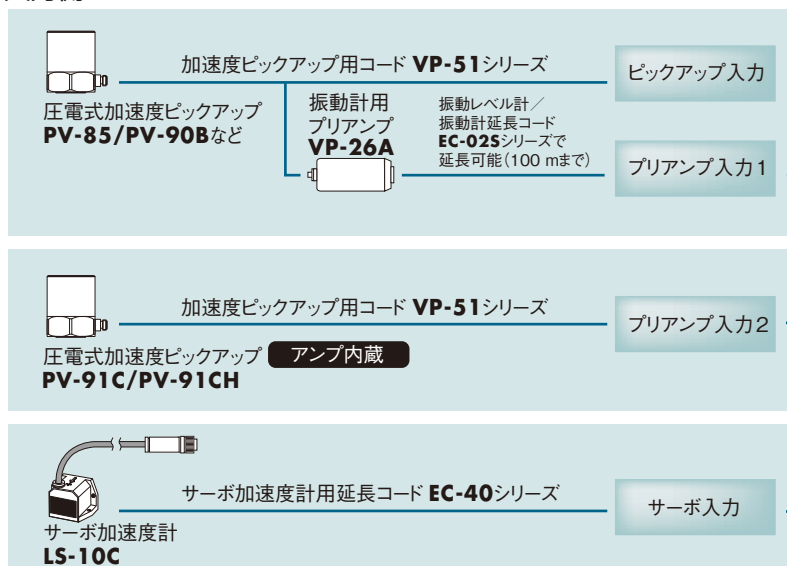 加速度ピックアップ用コード VP-51シリーズ
ピックアップ入力
圧電式加速度ピックアップ
PV-85/PV-90Bなど
振動計用
プリアンプ
VP-26A
振動レベル計／
振動計延長コード
EC-02Sシリーズで
延長可能(100 mまで)
プリアンプ入力1
加速度ピックアップ用コード VP-51シリーズ
プリアンプ入力2
圧電式加速度ピックアップ アンプ内蔵
PV-91C/PV-91CH
サーボ加速度計用延長コード EC-40シリーズ
サーボ入力
サーボ加速度計
LS-10C